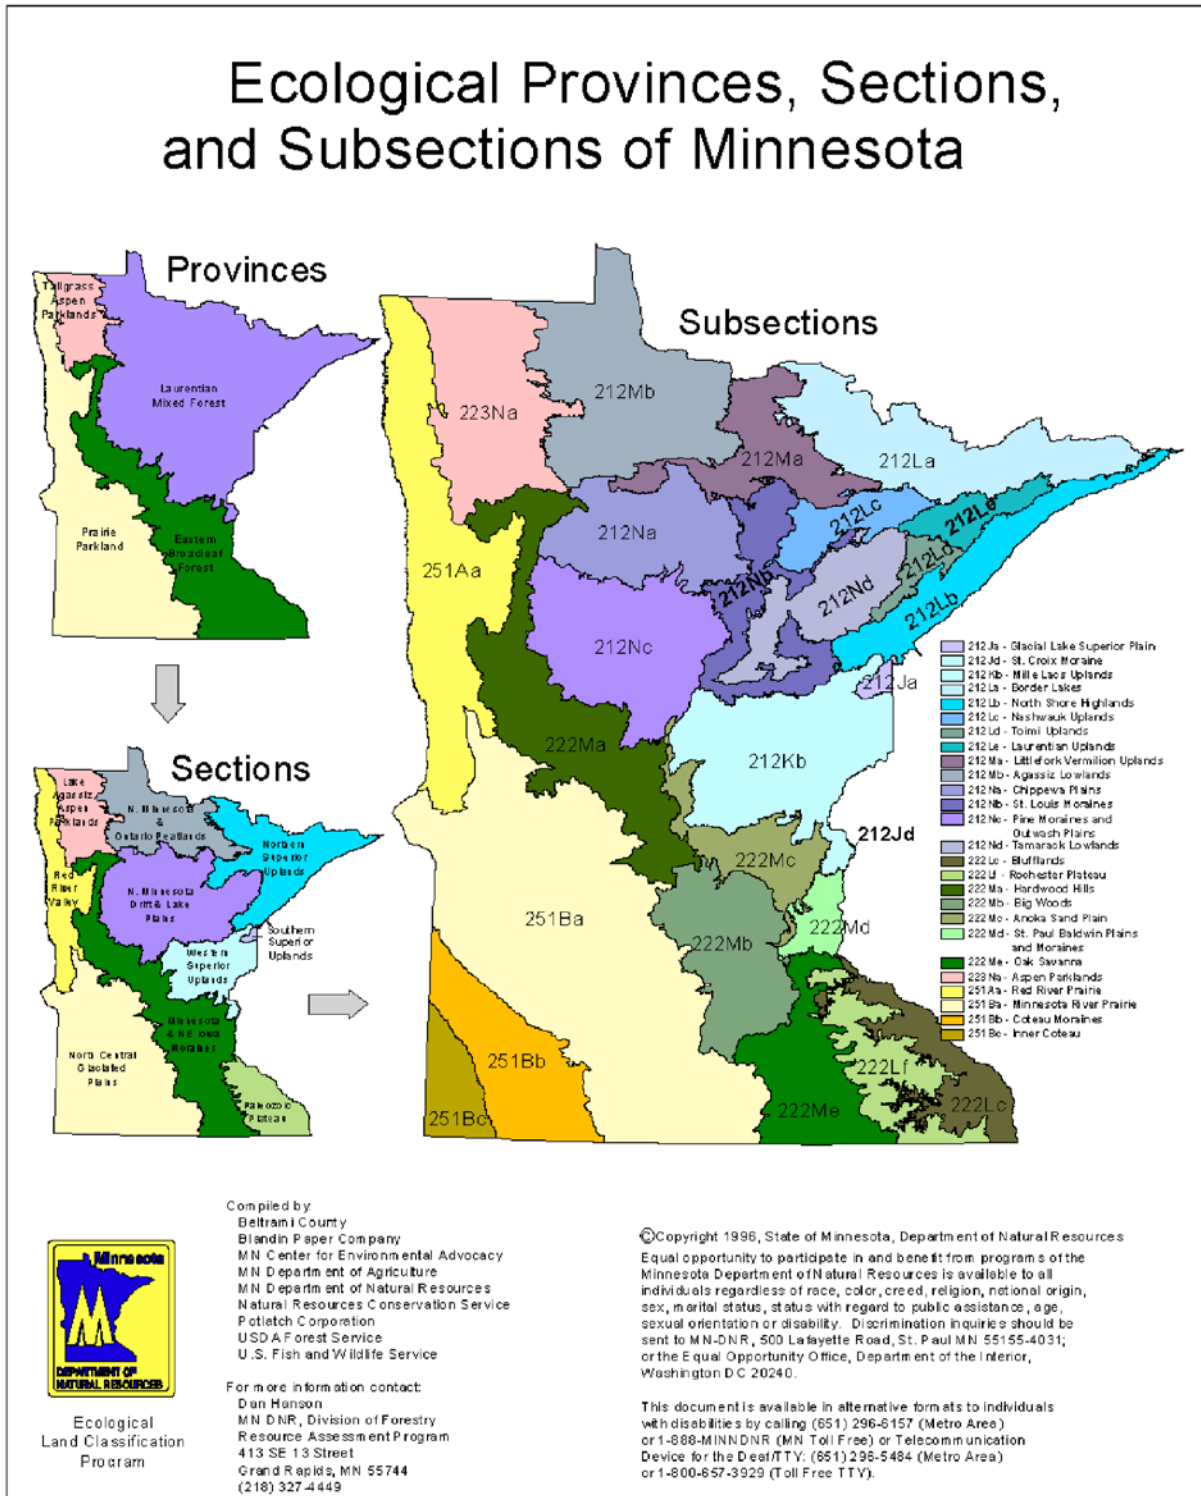 Ecological Provinces, Sections,
and Subsections of Minnesota
Provinces
Tallgrass
Aspen
Parklands
Laurentian
Mixed Forest
Prairie
Parkland
Eastern
Broadleaf
Forest
Sections
Lake
Agassiz,
Aspen
Parklands
N. Minnesota
&
Ontario Peatlands
Northern
Superior
Uplands
Red
River
Valley
N. Minnesota
Drift & Lake
Plains
Southern
Superior
Uplands
Western
Superior
Uplands
Minnesota
& NE Iowa
Moraines
North Central
Glaciated
Plains
Paleozoic
Plateau
Subsections
223Na
212Mb
212Ma
212La
212Lc
212Le
212Na
212Ld
251Aa
212Nb
212Nd
212Lb
212Nc
212Ja
222Ma
212Kb
212Jd
222Mc
251Ba
222Mb
222Md
251Bb
222Lf
251Bc
222Me
222Lc
212Ja - Glacial Lake Superior Plain
212Jd - St. Croix Moraine
212Kb - Mille Lacs Uplands
212La - Border Lakes
212Lb - North Shore Highlands
212Lc - Nashwauk Uplands
212Ld - Toimi Uplands
212Le - Laurentian Uplands
212Ma - Littlefork Vermilion Uplands
212Mb - Agassiz Lowlands
212Na - Chippewa Plains
212Nb - St. Louis Moraines
212Nc - Pine Moraines and
Outwash Plains
212Nd - Tamarack Lowlands
222Lc - Blufflands
222Lf - Rochester Plateau
222Ma - Hardwood Hills
222Mb - Big Woods
222Mc - Anoka Sand Plain
222Md - St. Paul Baldwin Plains
and Moraines
222Me - Oak Savanna
223Na - Aspen Parklands
251Aa - Red River Prairie
251Ba - Minnesota River Prairie
251Bb - Coteau Moraines
251Bc - Inner Coteau
Minnesota
M
DEPARTMENT OF
NATURAL RESOURCES
Ecological
Land Classification
Program
Compiled by:
Beltrami County
Blandin Paper Company
MN Center for Environmental Advocacy
MN Department of Agriculture
MN Department of Natural Resources
Natural Resources Conservation Service
Potlatch Corporation
USDA Forest Service
U.S. Fish and Wildlife Service
For more information contact:
Dan Hanson
MN DNR, Division of Forestry
Resource Assessment Program
413 SE 13 Street
Grand Rapids, MN 55744
(218) 327-4449
©Copyright 1996, State of Minnesota, Department of Natural Resources
Equal opportunity to participate in and benefit from programs of the
Minnesota Department of Natural Resources is available to all
individuals regardless of race, color, creed, religion, national origin,
sex, marital status, status with regard to public assistance, age,
sexual orientation or disability. Discrimination inquiries should be
sent to MN-DNR, 500 Lafayette Road, St. Paul MN 55155-4031;
or the Equal Opportunity Office, Department of the Interior,
Washington DC 20240.
This document is available in alternative formats to individuals
with disabilities by calling (651) 296-6157 (Metro Area)
or 1-888-MINNDNR (MN Toll Free) or Telecommunication
Device for the Deaf/TTY: (651) 296-5484 (Metro Area)
or 1-800-657-3929 (Toll Free TTY).